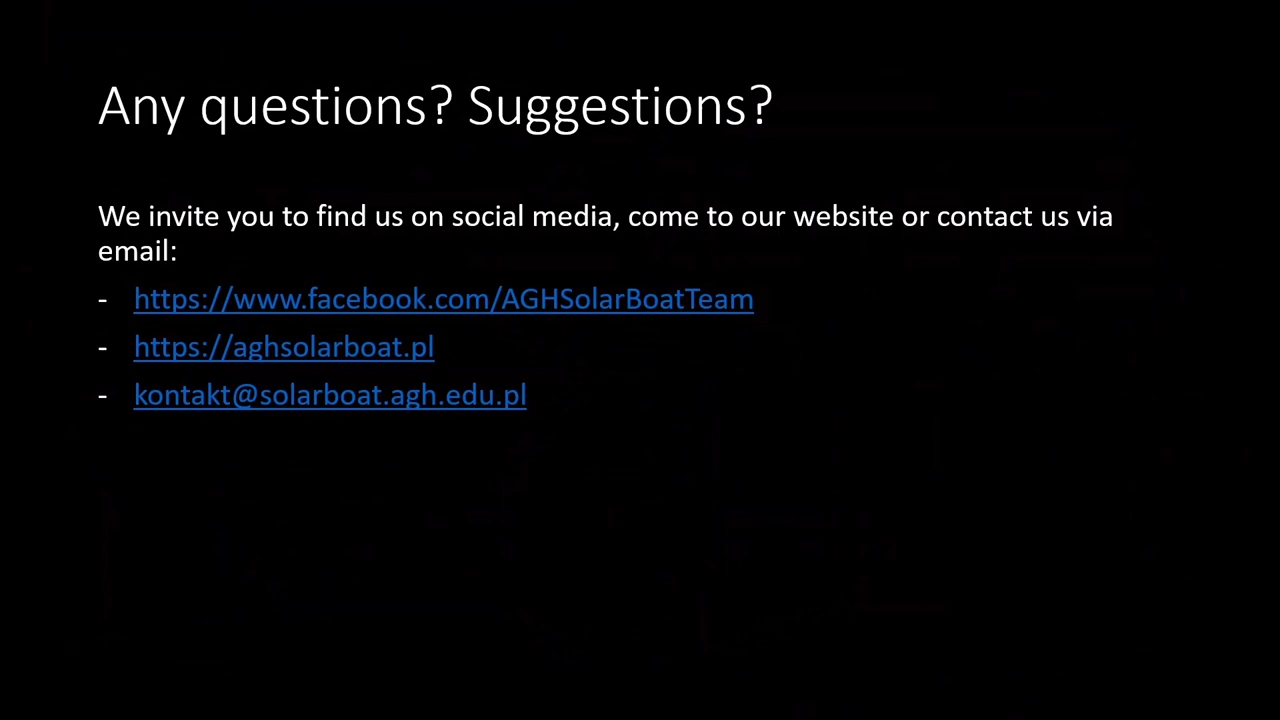 Any questions? Suggestions?
We invite you to find us on social media, come to our website or contact us via
email:
- https://www.facebook.com/AGHSolarBoatTeam
- https://aghsolarboat.pl
- kontakt@solarboat.agh.edu.pl